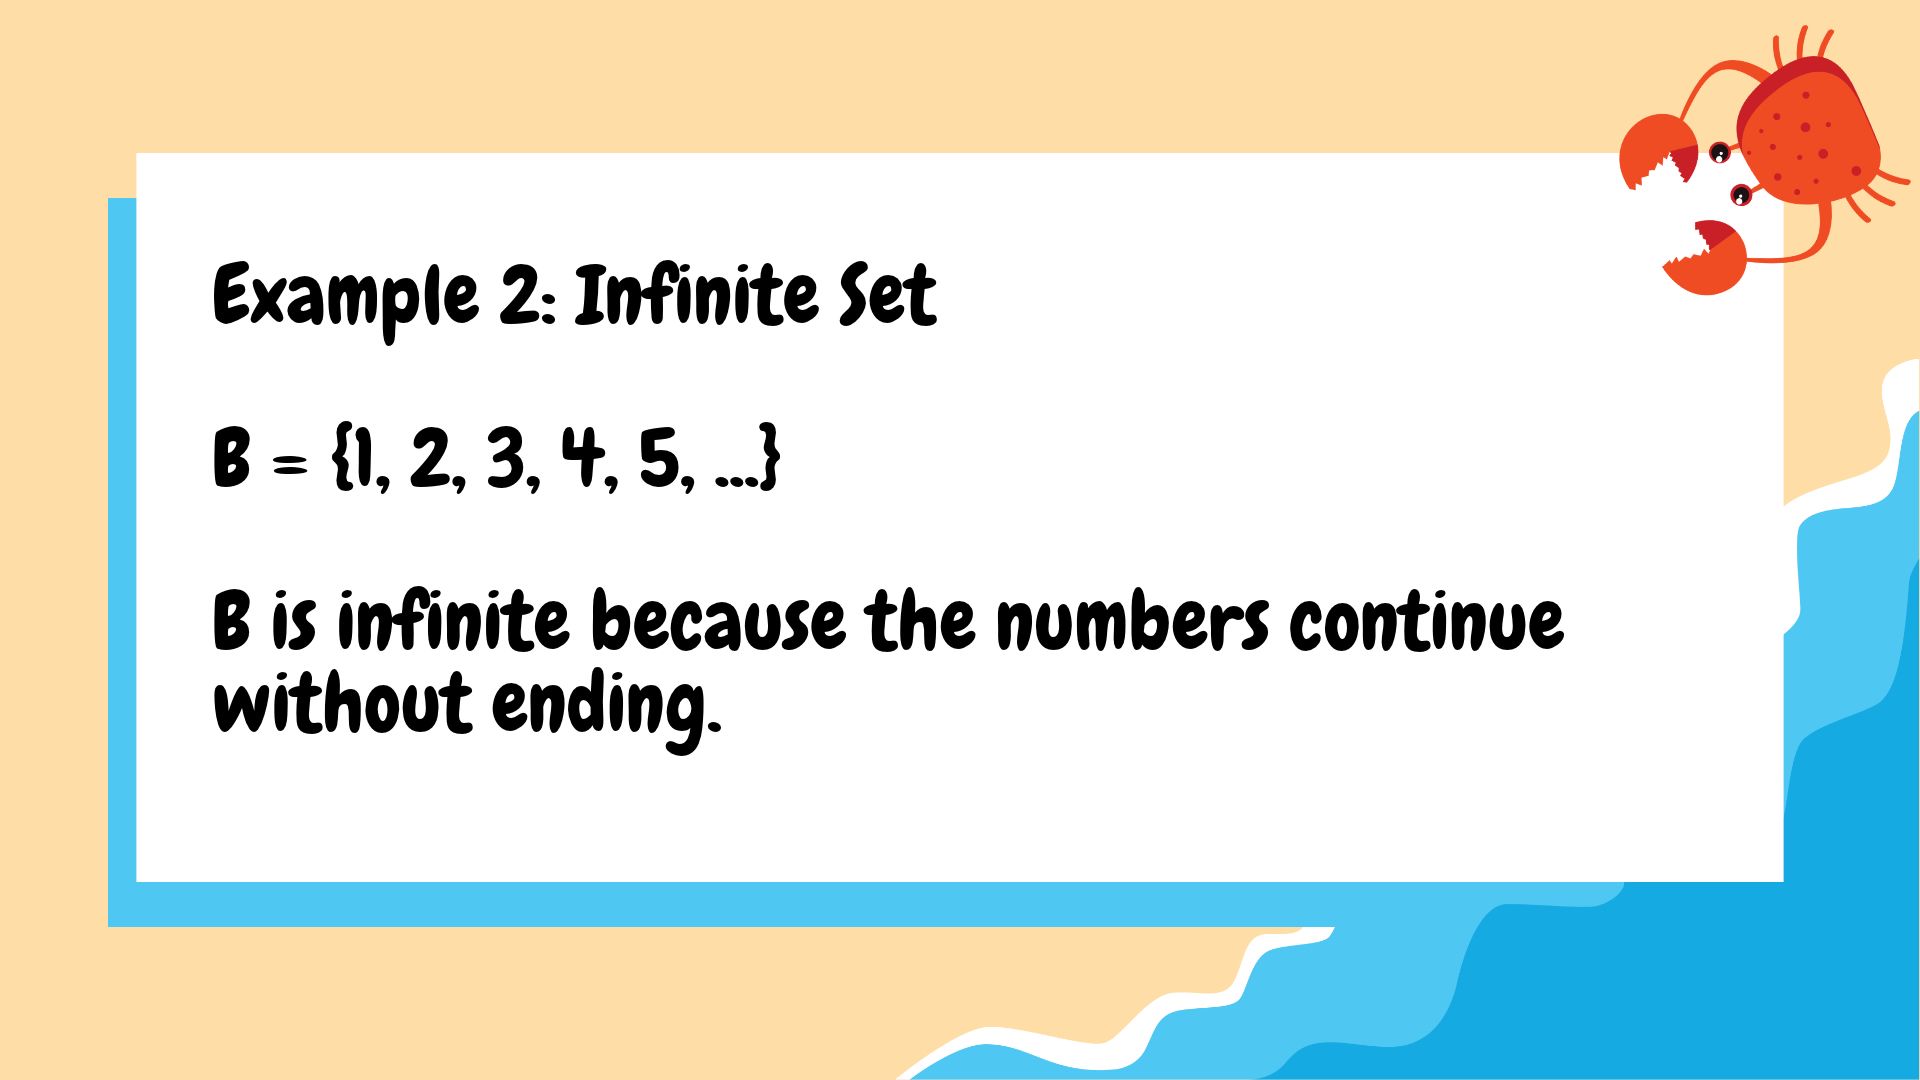 Example 2: Infinite Set
B = {1, 2, 3, 4, 5, ...}
B is infinite because the numbers continue
without ending.